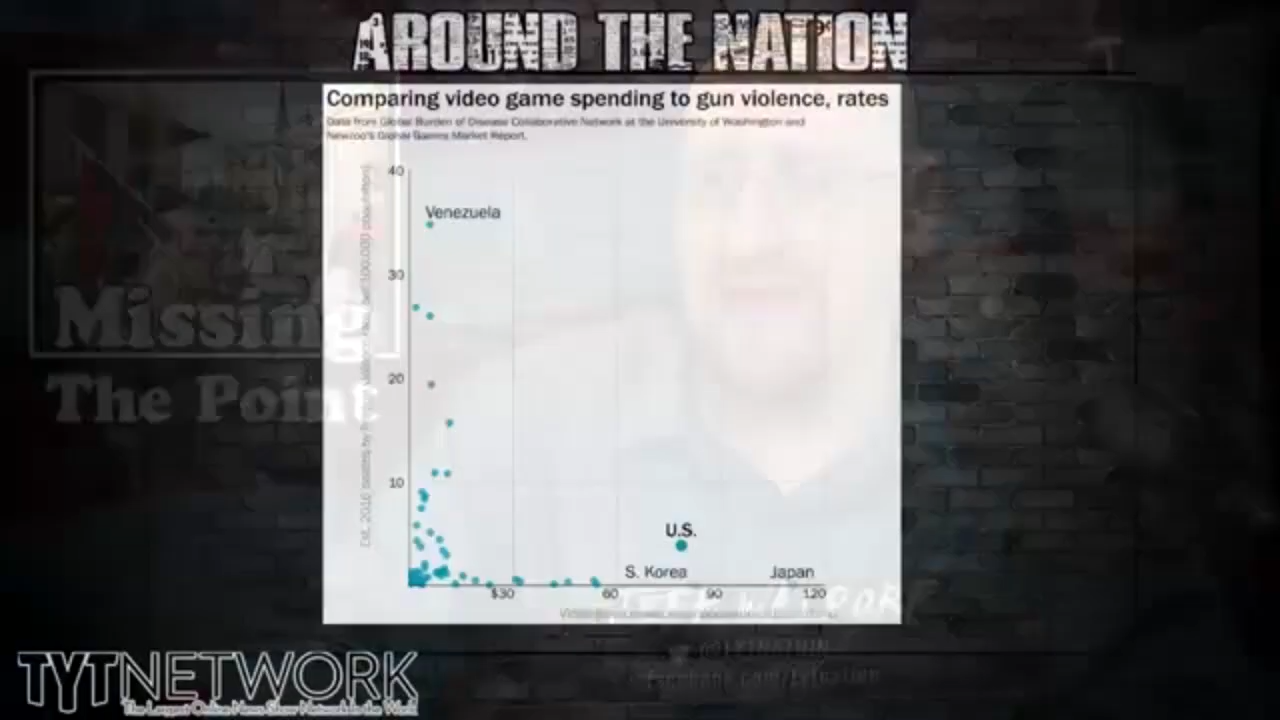 AROUND THE NATION
Comparing video game spending to gun violence, rates
Data from Global Burden of Disease Collaborative Network at the University of Washington and
Newzoo's Global Games Market Report.
40
Venezuela
30
Missing
The Point
20
10
U.S.
S. Korea
Japan
$30
60
90
120
TYTNETWORK
The Largest Online News Show Network in the World